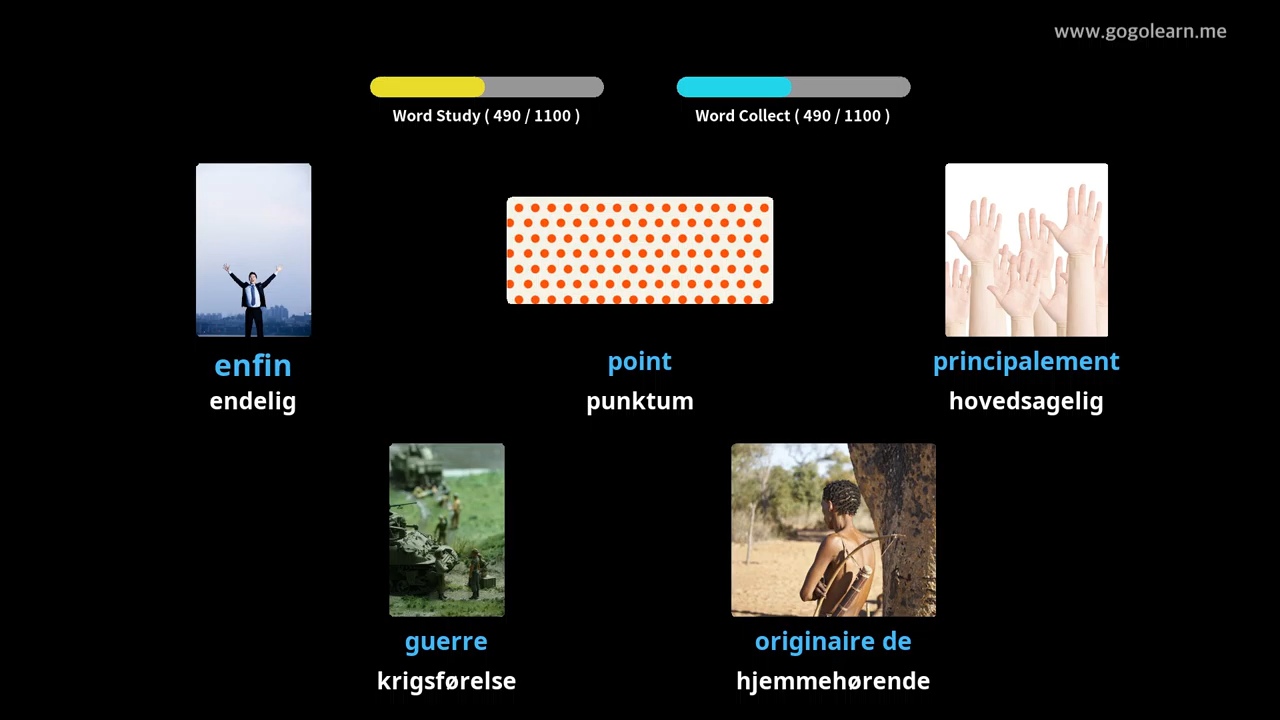 www.gogolearn.me
Word Study ( 490 / 1100 )
Word Collect ( 490 / 1100 )
enfin
endelig
point
punktum
principalement
hovedsagelig
guerre
krigsførelse
originaire de
hjemmehørende